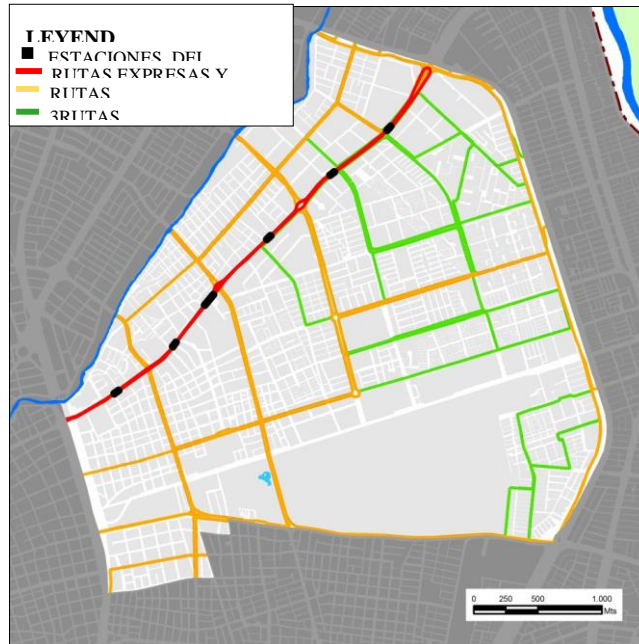 LEYEND
ESTACIONES DEL
RUTAS EXPRESAS Y
RUTAS
3RUTAS
0 250 500 1.000
Mts